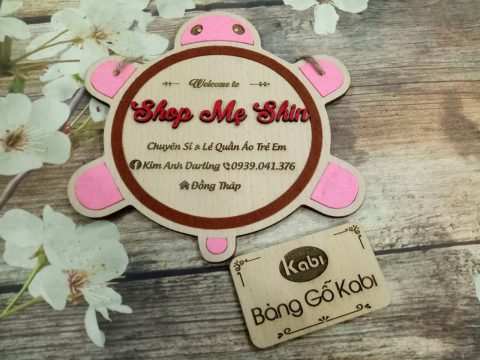 Welcome to
Shop Mẹ Shin
Chuyên Sỉ & Lẻ Quần Áo Trẻ Em
Kim Anh Darling 0939.041.376
Đồng Tháp
Kabi
Bảng Gỗ Kabi